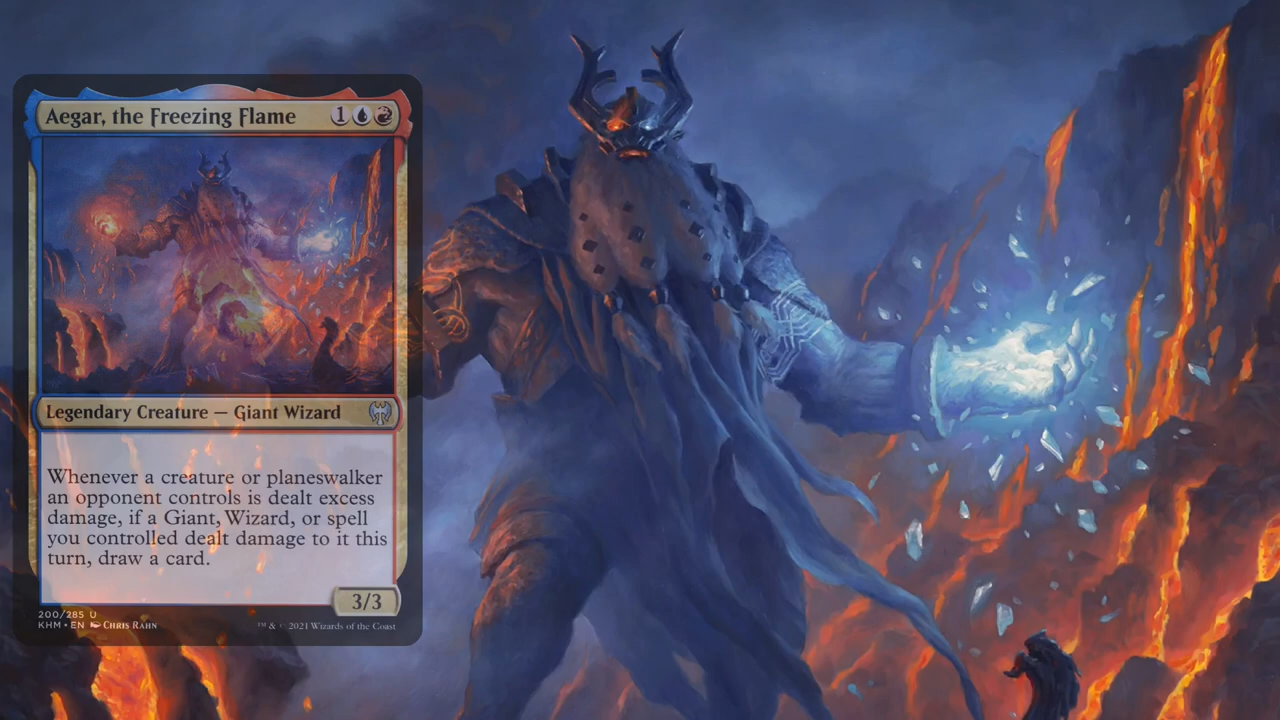 Aegar, the Freezing Flame 1
Legendary Creature — Giant Wizard
Whenever a creature or planeswalker
an opponent controls is dealt excess
damage, if a Giant, Wizard, or spell
you controlled dealt damage to it this
turn, draw a card.
3/3
200/285 U
KHM • EN Chris Rahn
™ & 2021 Wizards of the Coast